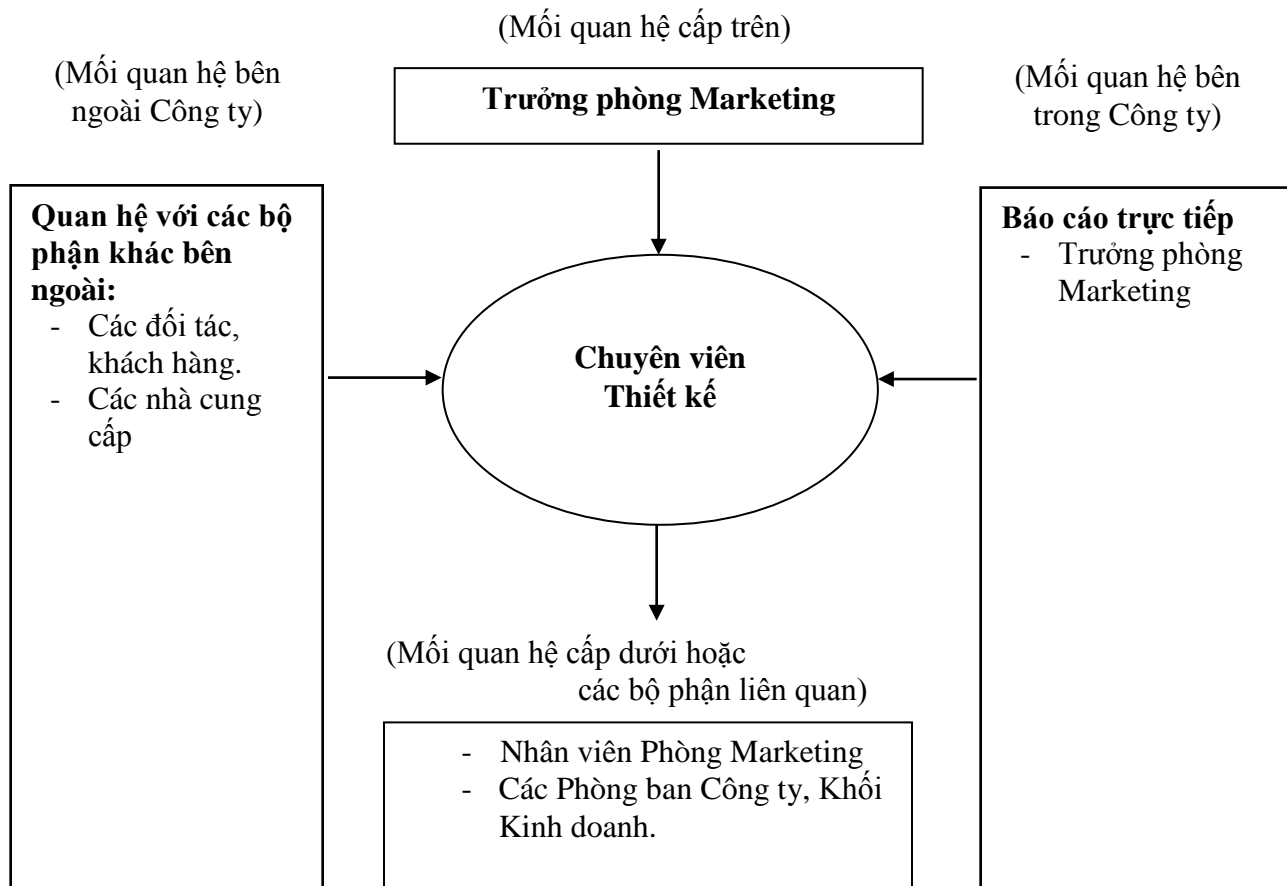 (Mối quan hệ cấp trên)
(Mối quan hệ bên
ngoài Công ty)
Trưởng phòng Marketing
(Mối quan hệ bên
trong Công ty)
Quan hệ với các bộ
phận khác bên
ngoài:
- Các đối tác,
khách hàng.
- Các nhà cung
cấp
Chuyên viên
Thiết kế
Báo cáo trực tiếp
- Trưởng phòng
Marketing
(Mối quan hệ cấp dưới hoặc
các bộ phận liên quan)
- Nhân viên Phòng Marketing
- Các Phòng ban Công ty, Khối
Kinh doanh.